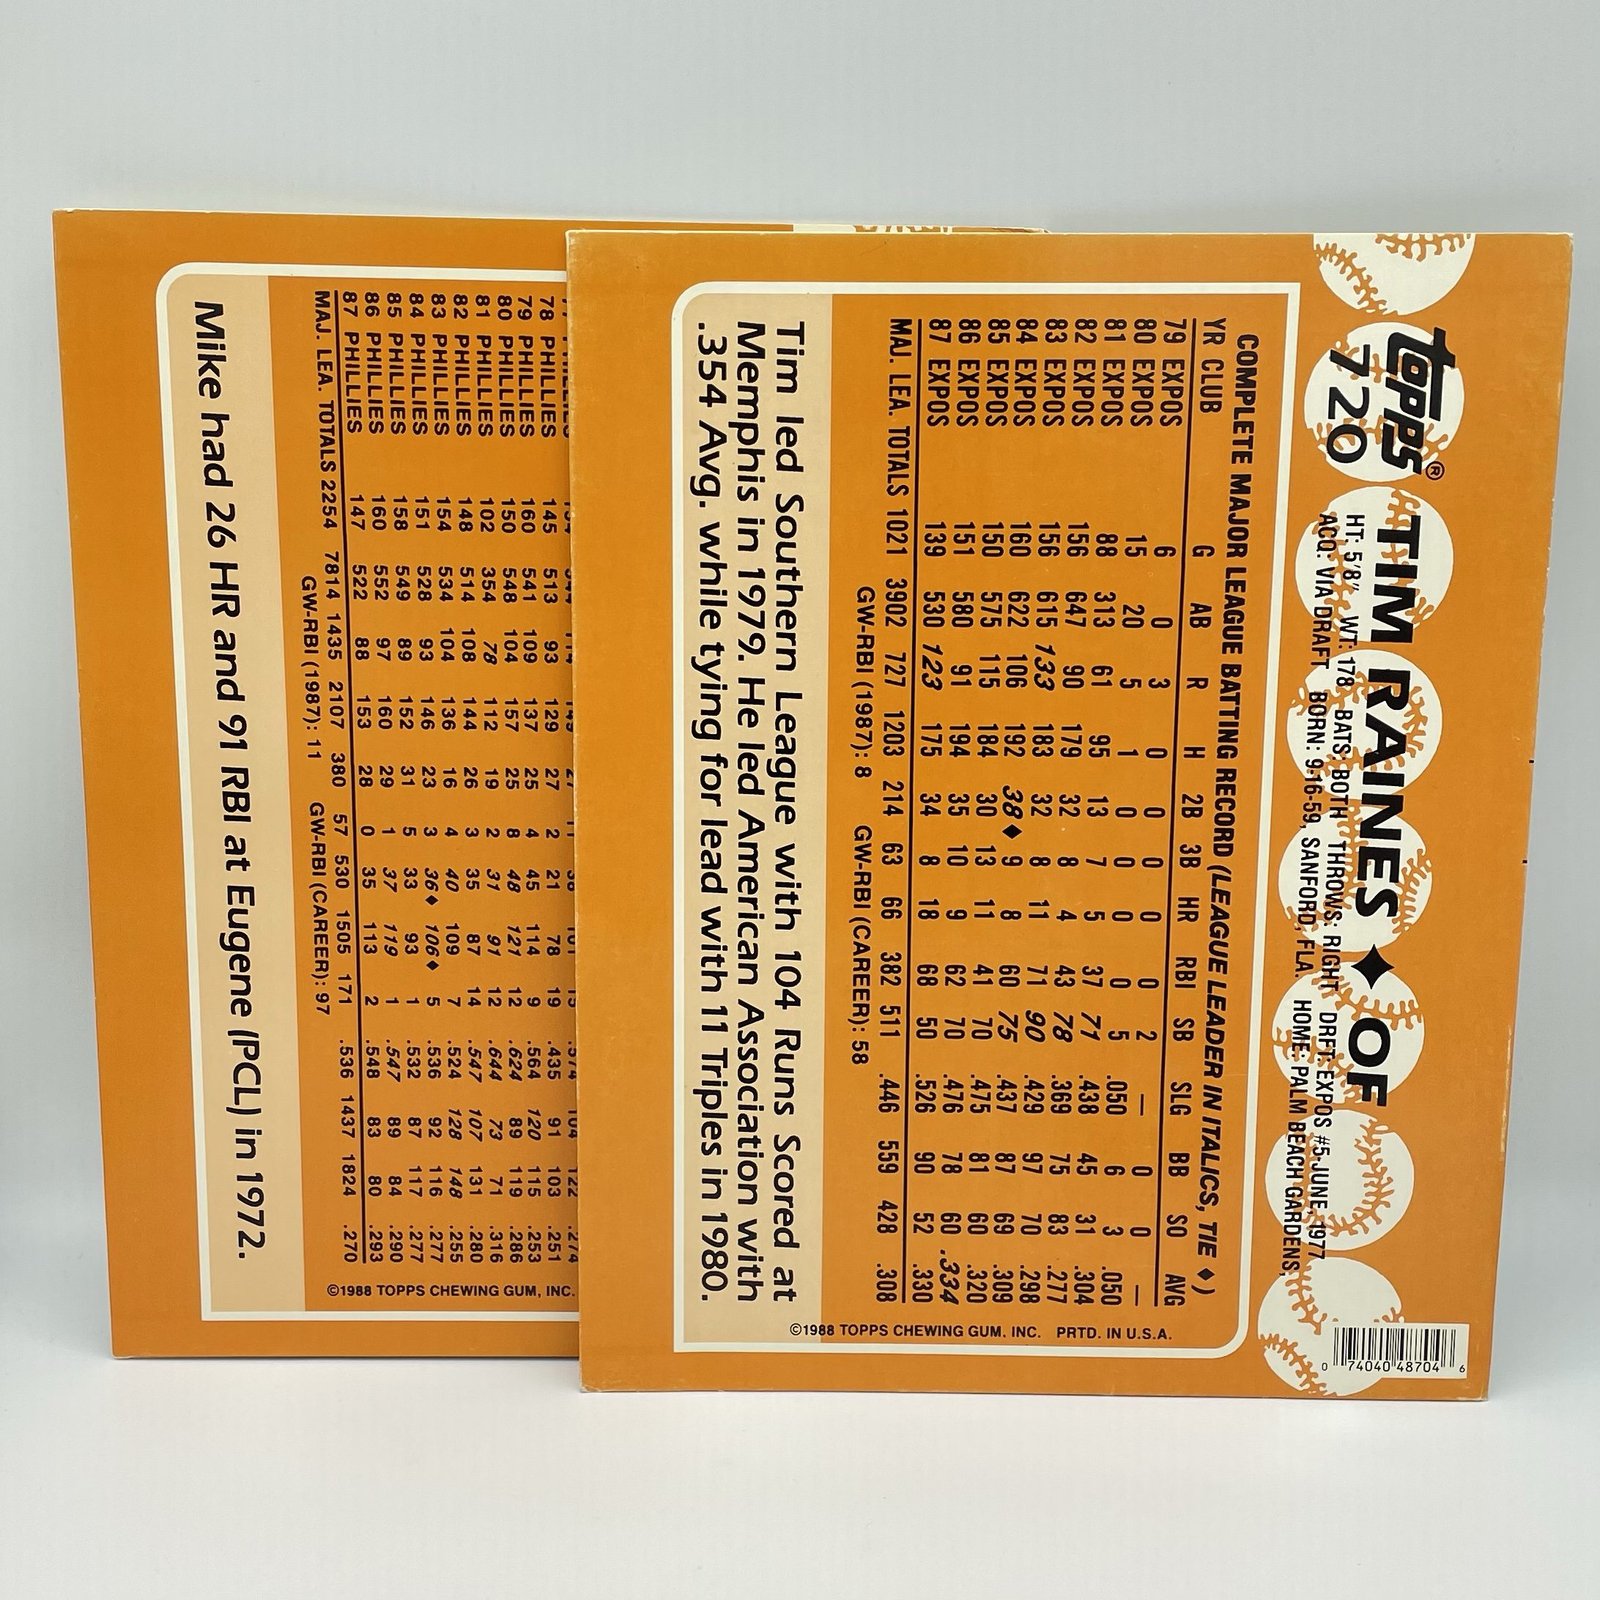 topps®
720
TIM RAINES ◆ OF
HT: 5'8" WT: 178 BATS: BOTH THROWS: RIGHT DRFT: EXPOS #5-JUNE, 1977
ACQ: VIA DRAFT BORN: 9-16-59, SANFORD, FLA. HOME: PALM BEACH GARDENS,
COMPLETE MAJOR LEAGUE BATTING RECORD (LEAGUE LEADER IN ITALICS, TIE ◆)
YR CLUB G AB R H 2B 3B HR RBI SB SLG BB SO AVG
79 EXPOS 6 0 3 0 0 0 0 0 2 — 0 0 —
80 EXPOS 15 20 5 1 0 0 0 0 5 .050 6 3 .050
81 EXPOS 88 313 61 95 13 7 5 37 71 .438 45 31 .304
82 EXPOS 156 647 90 179 32 8 4 43 78 .369 75 83 .277
83 EXPOS 156 615 133 183 32 8 11 71 90 .429 97 70 .298
84 EXPOS 160 622 106 192 38◆ 9 8 60 75 .437 87 69 .309
85 EXPOS 150 575 115 184 30 13 11 41 70 .475 81 60 .320
86 EXPOS 151 580 91 194 35 10 9 62 70 .476 78 60 .334
87 EXPOS 139 530 123 175 34 8 18 68 50 .526 90 52 .330
MAJ. LEA. TOTALS 1021 3902 727 1203 214 63 66 382 511 .446 559 428 .308
GW-RBI (1987): 8 GW-RBI (CAREER): 58
Tim led Southern League with 104 Runs Scored at
Memphis in 1979. He led American Association with
.354 Avg. while tying for lead with 11 Triples in 1980.
©1988 TOPPS CHEWING GUM, INC. PRTD. IN U.S.A.
0 74040 48704 6
78 PHILLIES 145 513 93 129 27 2 21 78 19 .435 91 103 .251
79 PHILLIES 160 541 109 137 25 4 45 114 9 .564 120 115 .253
80 PHILLIES 150 548 104 157 25 8 48 121 12 .624 89 119 .286
81 PHILLIES 102 354 78 112 19 2 31 91 12 .644 73 71 .316
82 PHILLIES 148 514 108 144 26 3 35 87 14 .547 107 131 .280
83 PHILLIES 154 534 104 136 16 4 40 109 7 .524 128 148 .255
84 PHILLIES 151 528 93 146 23 3 36◆ 106◆ 5 .536 92 116 .277
85 PHILLIES 158 549 89 152 31 5 33 93 1 .532 87 117 .277
86 PHILLIES 160 552 97 160 29 1 37 119 1 .547 89 84 .290
87 PHILLIES 147 522 88 153 28 0 35 113 2 .548 83 80 .293
MAJ. LEA. TOTALS 2254 7814 1435 2107 380 57 530 1505 171 .536 1437 1824 .270
GW-RBI (1987): 11 GW-RBI (CAREER): 97
Mike had 26 HR and 91 RBI at Eugene (PCL) in 1972.
©1988 TOPPS CHEWING GUM, INC.